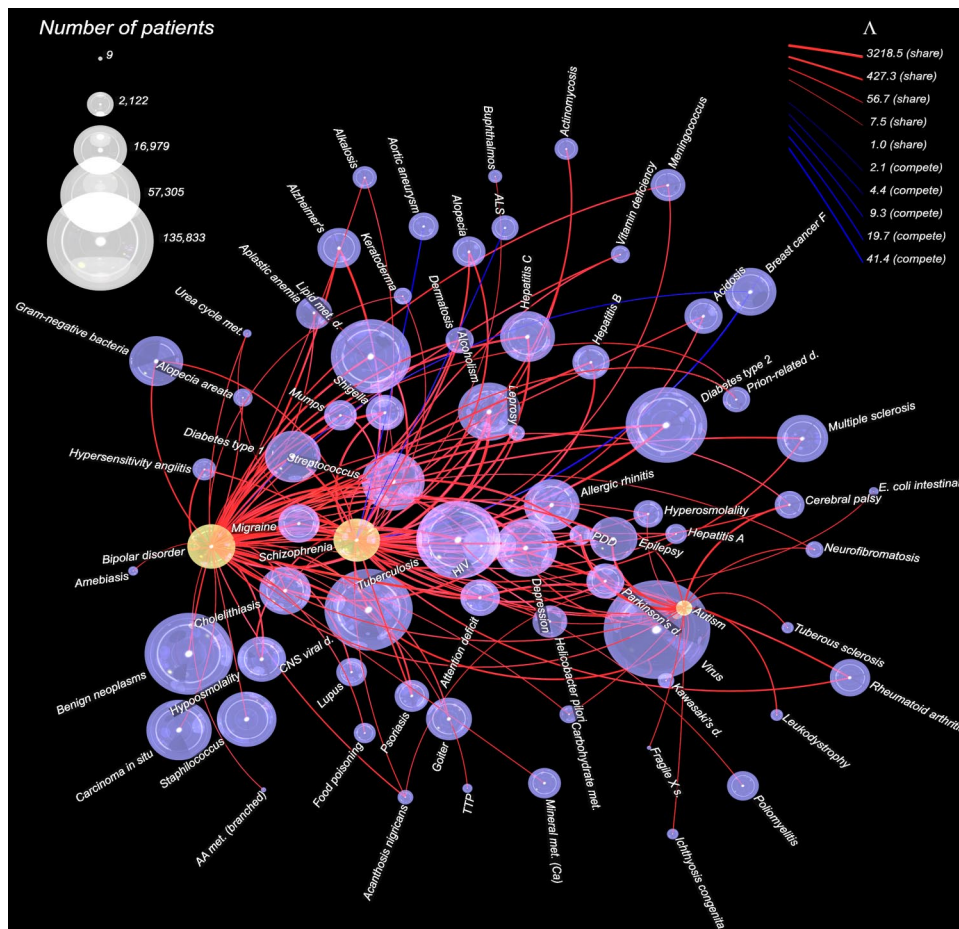 Number of patients
9
2,122
16,979
57,305
135,833
Λ
3218.5 (share)
427.3 (share)
56.7 (share)
7.5 (share)
1.0 (share)
2.1 (compete)
4.4 (compete)
9.3 (compete)
19.7 (compete)
41.4 (compete)
Actinomycosis
Buphthalmos
Meningococcus
Alkalosis
Aortic aneurysm
Alzheimer's
Alopecia
ALS
Vitamin deficiency
Keratoderma
Breast cancer F
Aplastic anemia
Lipid met. d.
Hepatitis C
Acidosis
Urea cycle met.
Dermatosis
Hepatitis B
Gram-negative bacteria
Alcoholism
Diabetes type 2
Prion-related d.
Alopecia areata
Mumps
Shigella
Leprosy
Multiple sclerosis
Diabetes type 1
Streptococcus
Hypersensitivity angiitis
Allergic rhinitis
E. coli intestinal
Hyperosmolality
Cerebral palsy
Migraine
PDD
Epilepsy
Hepatitis A
Bipolar disorder
Schizophrenia
Neurofibromatosis
Amebiasis
Tuberculosis
HIV
Cholelithiasis
Depression
Parkinson's d.
Autism
Attention deficit
Tuberous sclerosis
Benign neoplasms
Hypoosmolality
CNS viral d.
Helicobacter pilori
Virus
Lupus
Kawasaki's d.
Rheumatoid arthritis
Carcinoma in situ
Staphilococus
Psoriasis
Goiter
Carbohydrate met.
Leukodystrophy
Food poisoning
Fragile X s.
AA met. (branched)
Acanthosis nigricans
TTP
Mineral met. (Ca)
Poliomyelitis
Ichthyosis congenita